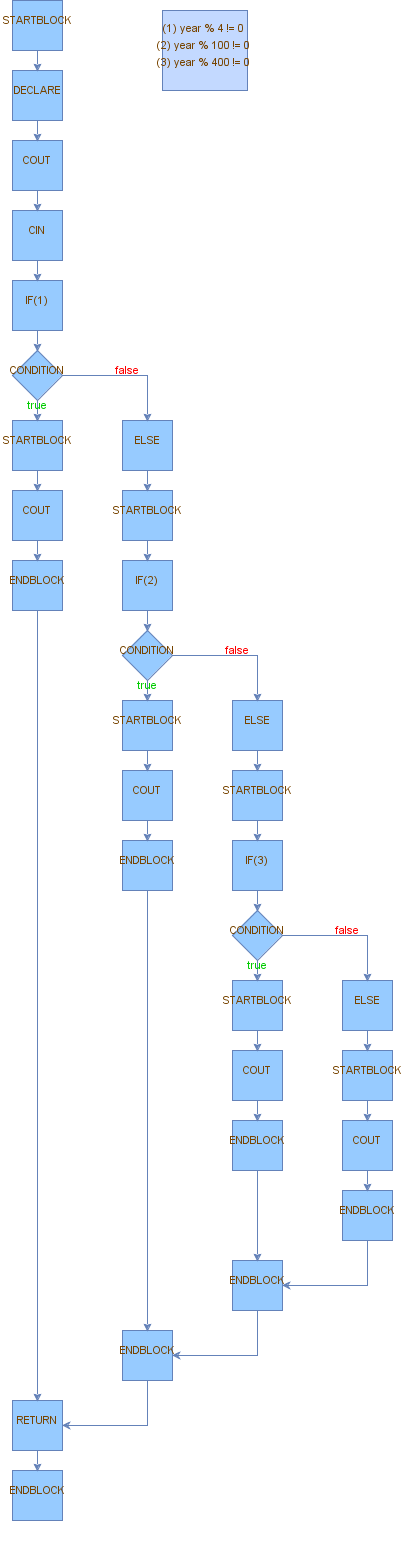 STARTBLOCK
(1) year % 4 != 0
(2) year % 100 != 0
(3) year % 400 != 0
DECLARE
COUT
CIN
IF(1)
CONDITION
false
true
STARTBLOCK
ELSE
COUT
STARTBLOCK
ENDBLOCK
IF(2)
CONDITION
false
true
STARTBLOCK
ELSE
COUT
STARTBLOCK
ENDBLOCK
IF(3)
CONDITION
false
true
STARTBLOCK
ELSE
COUT
STARTBLOCK
ENDBLOCK
COUT
ENDBLOCK
ENDBLOCK
ENDBLOCK
RETURN
ENDBLOCK